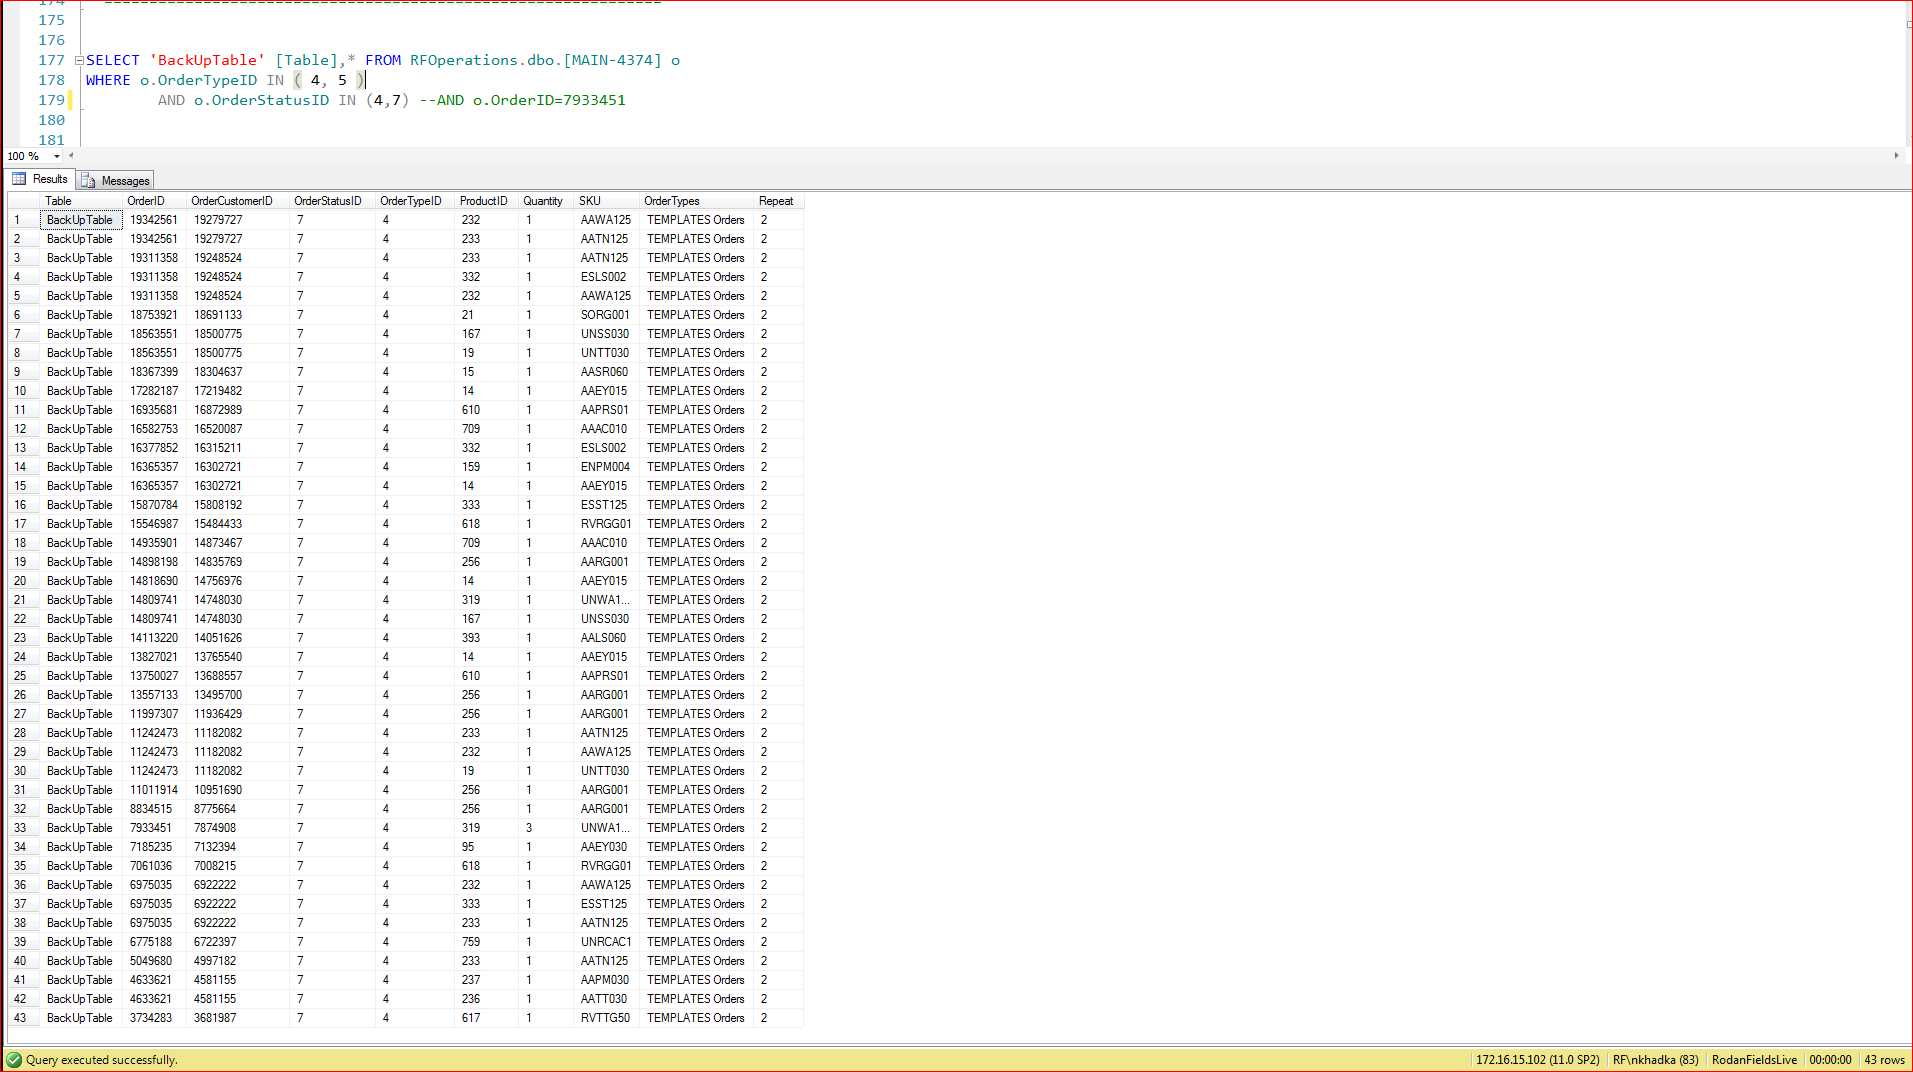 174
175
176
177 SELECT 'BackUpTable' [Table],* FROM RFOperations.dbo.[MAIN-4374] o
178 WHERE o.OrderTypeID IN ( 4, 5 )
179 AND o.OrderStatusID IN (4,7) --AND o.OrderID=7933451
180
181
100 %
Results Messages
Table OrderID OrderCustomerID OrderStatusID OrderTypeID ProductID Quantity SKU OrderTypes Repeat
1 BackUpTable 19342561 19279727 7 4 232 1 AAWA125 TEMPLATES Orders 2
2 BackUpTable 19342561 19279727 7 4 233 1 AATN125 TEMPLATES Orders 2
3 BackUpTable 19311358 19248524 7 4 233 1 AATN125 TEMPLATES Orders 2
4 BackUpTable 19311358 19248524 7 4 332 1 ESLS002 TEMPLATES Orders 2
5 BackUpTable 19311358 19248524 7 4 232 1 AAWA125 TEMPLATES Orders 2
6 BackUpTable 18753921 18691133 7 4 21 1 SORG001 TEMPLATES Orders 2
7 BackUpTable 18563551 18500775 7 4 167 1 UNSS030 TEMPLATES Orders 2
8 BackUpTable 18563551 18500775 7 4 19 1 UNTT030 TEMPLATES Orders 2
9 BackUpTable 18367399 18304637 7 4 15 1 AASR060 TEMPLATES Orders 2
10 BackUpTable 17282187 17219482 7 4 14 1 AAEY015 TEMPLATES Orders 2
11 BackUpTable 16935681 16872989 7 4 610 1 AAPRS01 TEMPLATES Orders 2
12 BackUpTable 16582753 16520087 7 4 709 1 AAAC010 TEMPLATES Orders 2
13 BackUpTable 16377852 16315211 7 4 332 1 ESLS002 TEMPLATES Orders 2
14 BackUpTable 16365357 16302721 7 4 159 1 ENPM004 TEMPLATES Orders 2
15 BackUpTable 16365357 16302721 7 4 14 1 AAEY015 TEMPLATES Orders 2
16 BackUpTable 15870784 15808192 7 4 333 1 ESST125 TEMPLATES Orders 2
17 BackUpTable 15546987 15484433 7 4 618 1 RVRGG01 TEMPLATES Orders 2
18 BackUpTable 14935901 14873467 7 4 709 1 AAAC010 TEMPLATES Orders 2
19 BackUpTable 14898198 14835769 7 4 256 1 AARG001 TEMPLATES Orders 2
20 BackUpTable 14818690 14756976 7 4 14 1 AAEY015 TEMPLATES Orders 2
21 BackUpTable 14809741 14748030 7 4 319 1 UNWA1... TEMPLATES Orders 2
22 BackUpTable 14809741 14748030 7 4 167 1 UNSS030 TEMPLATES Orders 2
23 BackUpTable 14113220 14051626 7 4 393 1 AALS060 TEMPLATES Orders 2
24 BackUpTable 13827021 13765540 7 4 14 1 AAEY015 TEMPLATES Orders 2
25 BackUpTable 13750027 13688557 7 4 610 1 AAPRS01 TEMPLATES Orders 2
26 BackUpTable 13557133 13495700 7 4 256 1 AARG001 TEMPLATES Orders 2
27 BackUpTable 11997307 11936429 7 4 256 1 AARG001 TEMPLATES Orders 2
28 BackUpTable 11242473 11182082 7 4 233 1 AATN125 TEMPLATES Orders 2
29 BackUpTable 11242473 11182082 7 4 232 1 AAWA125 TEMPLATES Orders 2
30 BackUpTable 11242473 11182082 7 4 19 1 UNTT030 TEMPLATES Orders 2
31 BackUpTable 11011914 10951690 7 4 256 1 AARG001 TEMPLATES Orders 2
32 BackUpTable 8834515 8775664 7 4 256 1 AARG001 TEMPLATES Orders 2
33 BackUpTable 7933451 7874908 7 4 319 3 UNWA1... TEMPLATES Orders 2
34 BackUpTable 7185235 7132394 7 4 95 1 AAEY030 TEMPLATES Orders 2
35 BackUpTable 7061036 7008215 7 4 618 1 RVRGG01 TEMPLATES Orders 2
36 BackUpTable 6975035 6922222 7 4 232 1 AAWA125 TEMPLATES Orders 2
37 BackUpTable 6975035 6922222 7 4 333 1 ESST125 TEMPLATES Orders 2
38 BackUpTable 6975035 6922222 7 4 233 1 AATN125 TEMPLATES Orders 2
39 BackUpTable 6775188 6722397 7 4 759 1 UNRCAC1 TEMPLATES Orders 2
40 BackUpTable 5049680 4997182 7 4 233 1 AATN125 TEMPLATES Orders 2
41 BackUpTable 4633621 4581155 7 4 237 1 AAPM030 TEMPLATES Orders 2
42 BackUpTable 4633621 4581155 7 4 236 1 AATT030 TEMPLATES Orders 2
43 BackUpTable 3734283 3681987 7 4 617 1 RVTTG50 TEMPLATES Orders 2
Query executed successfully. 172.16.15.102 (11.0 SP2) RF\nkhadka (83) RodanFieldsLive 00:00:00 43 rows